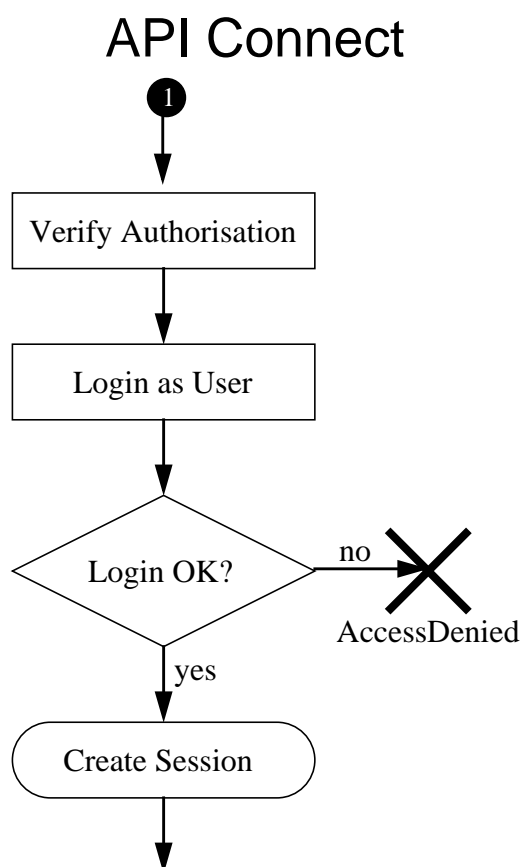 API Connect
1
Verify Authorisation
Login as User
Login OK?
no
AccessDenied
yes
Create Session